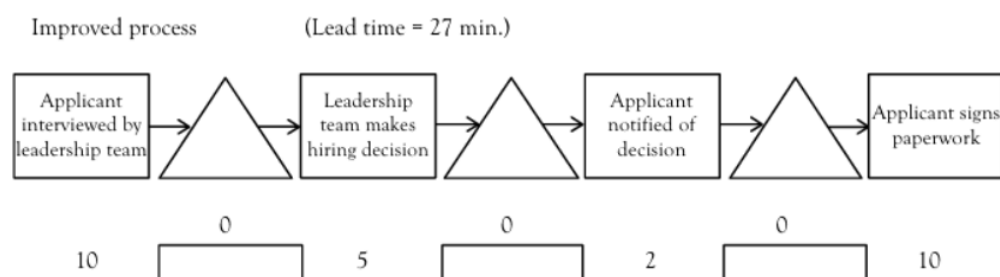 Improved process (Lead time = 27 min.)
Applicant
interviewed by
leadership team
Leadership
team makes
hiring decision
Applicant
notified of
decision
Applicant signs
paperwork
0 0 0
10 5 2 10